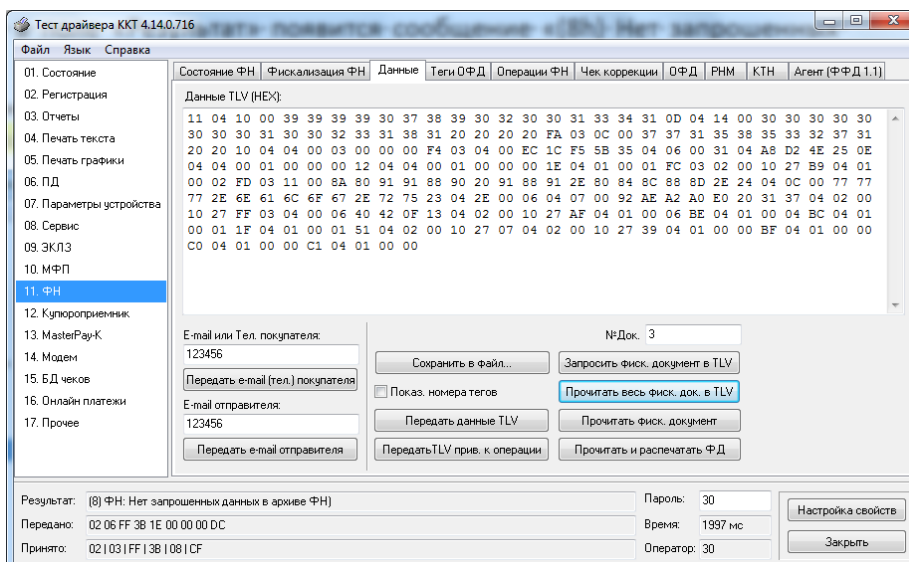 Тест драйвера ККТ 4.14.0.716
Файл Язык Справка
01. Состояние
02. Регистрация
03. Отчеты
04. Печать текста
05. Печать графики
06. ПД
07. Параметры устройства
08. Сервис
09. ЭКЛЗ
10. МФП
11. ФН
12. Купюроприемник
13. MasterPay-K
14. Модем
15. БД чеков
16. Онлайн платежи
17. Прочее
Состояние ФН Фискализация ФН Данные Теги ОФД Операции ФН Чек коррекции ОФД РНМ КТН Агент (ФФД 1.1)
Данные TLV (HEX):
11 04 10 00 39 39 39 39 30 37 38 39 30 32 30 30 31 33 34 31 0D 04 14 00 30 30 30 30 30
30 30 30 31 30 30 32 33 31 38 31 20 20 20 20 FA 03 0C 00 37 37 31 35 38 35 33 32 37 31
20 20 10 04 04 00 03 00 00 00 F4 03 04 00 EC 1C F5 5B 35 04 06 00 31 04 A8 D2 4E 25 0E
04 04 00 01 00 00 00 12 04 04 00 01 00 00 00 1E 04 01 00 01 FC 03 02 00 10 27 B9 04 01
00 02 FD 03 11 00 8A 80 91 91 88 90 20 91 88 91 2E 80 84 8C 88 8D 2E 24 04 0C 00 77 77
77 2E 6E 61 6C 6F 67 2E 72 75 23 04 2E 00 06 04 07 00 92 AE A2 A0 E0 20 31 37 04 02 00
10 27 FF 03 04 00 06 40 42 0F 13 04 02 00 10 27 AF 04 01 00 06 BE 04 01 00 04 BC 04 01
00 01 1F 04 01 00 01 51 04 02 00 10 27 07 04 02 00 10 27 39 04 01 00 00 BF 04 01 00 00
C0 04 01 00 00 C1 04 01 00 00
E-mail или Тел. покупателя:
123456
Передать e-mail (тел.) покупателя
E-mail отправителя:
123456
Передать e-mail отправителя
Сохранить в файл...
Показ. номера тегов
Передать данные TLV
ПередатьTLV прив. к операции
№Док. 3
Запросить фиск. документ в TLV
Прочитать весь фиск. док. в TLV
Прочитать фиск. документ
Прочитать и распечатать ФД
Результат: (8) ФН: Нет запрошенных данных в архиве ФН)
Передано: 02 06 FF 3B 1E 00 00 00 DC
Принято: 02 | 03 | FF | 3B | 08 | CF
Пароль: 30
Время: 1997 мс
Оператор: 30
Настройка свойств
Закрыть